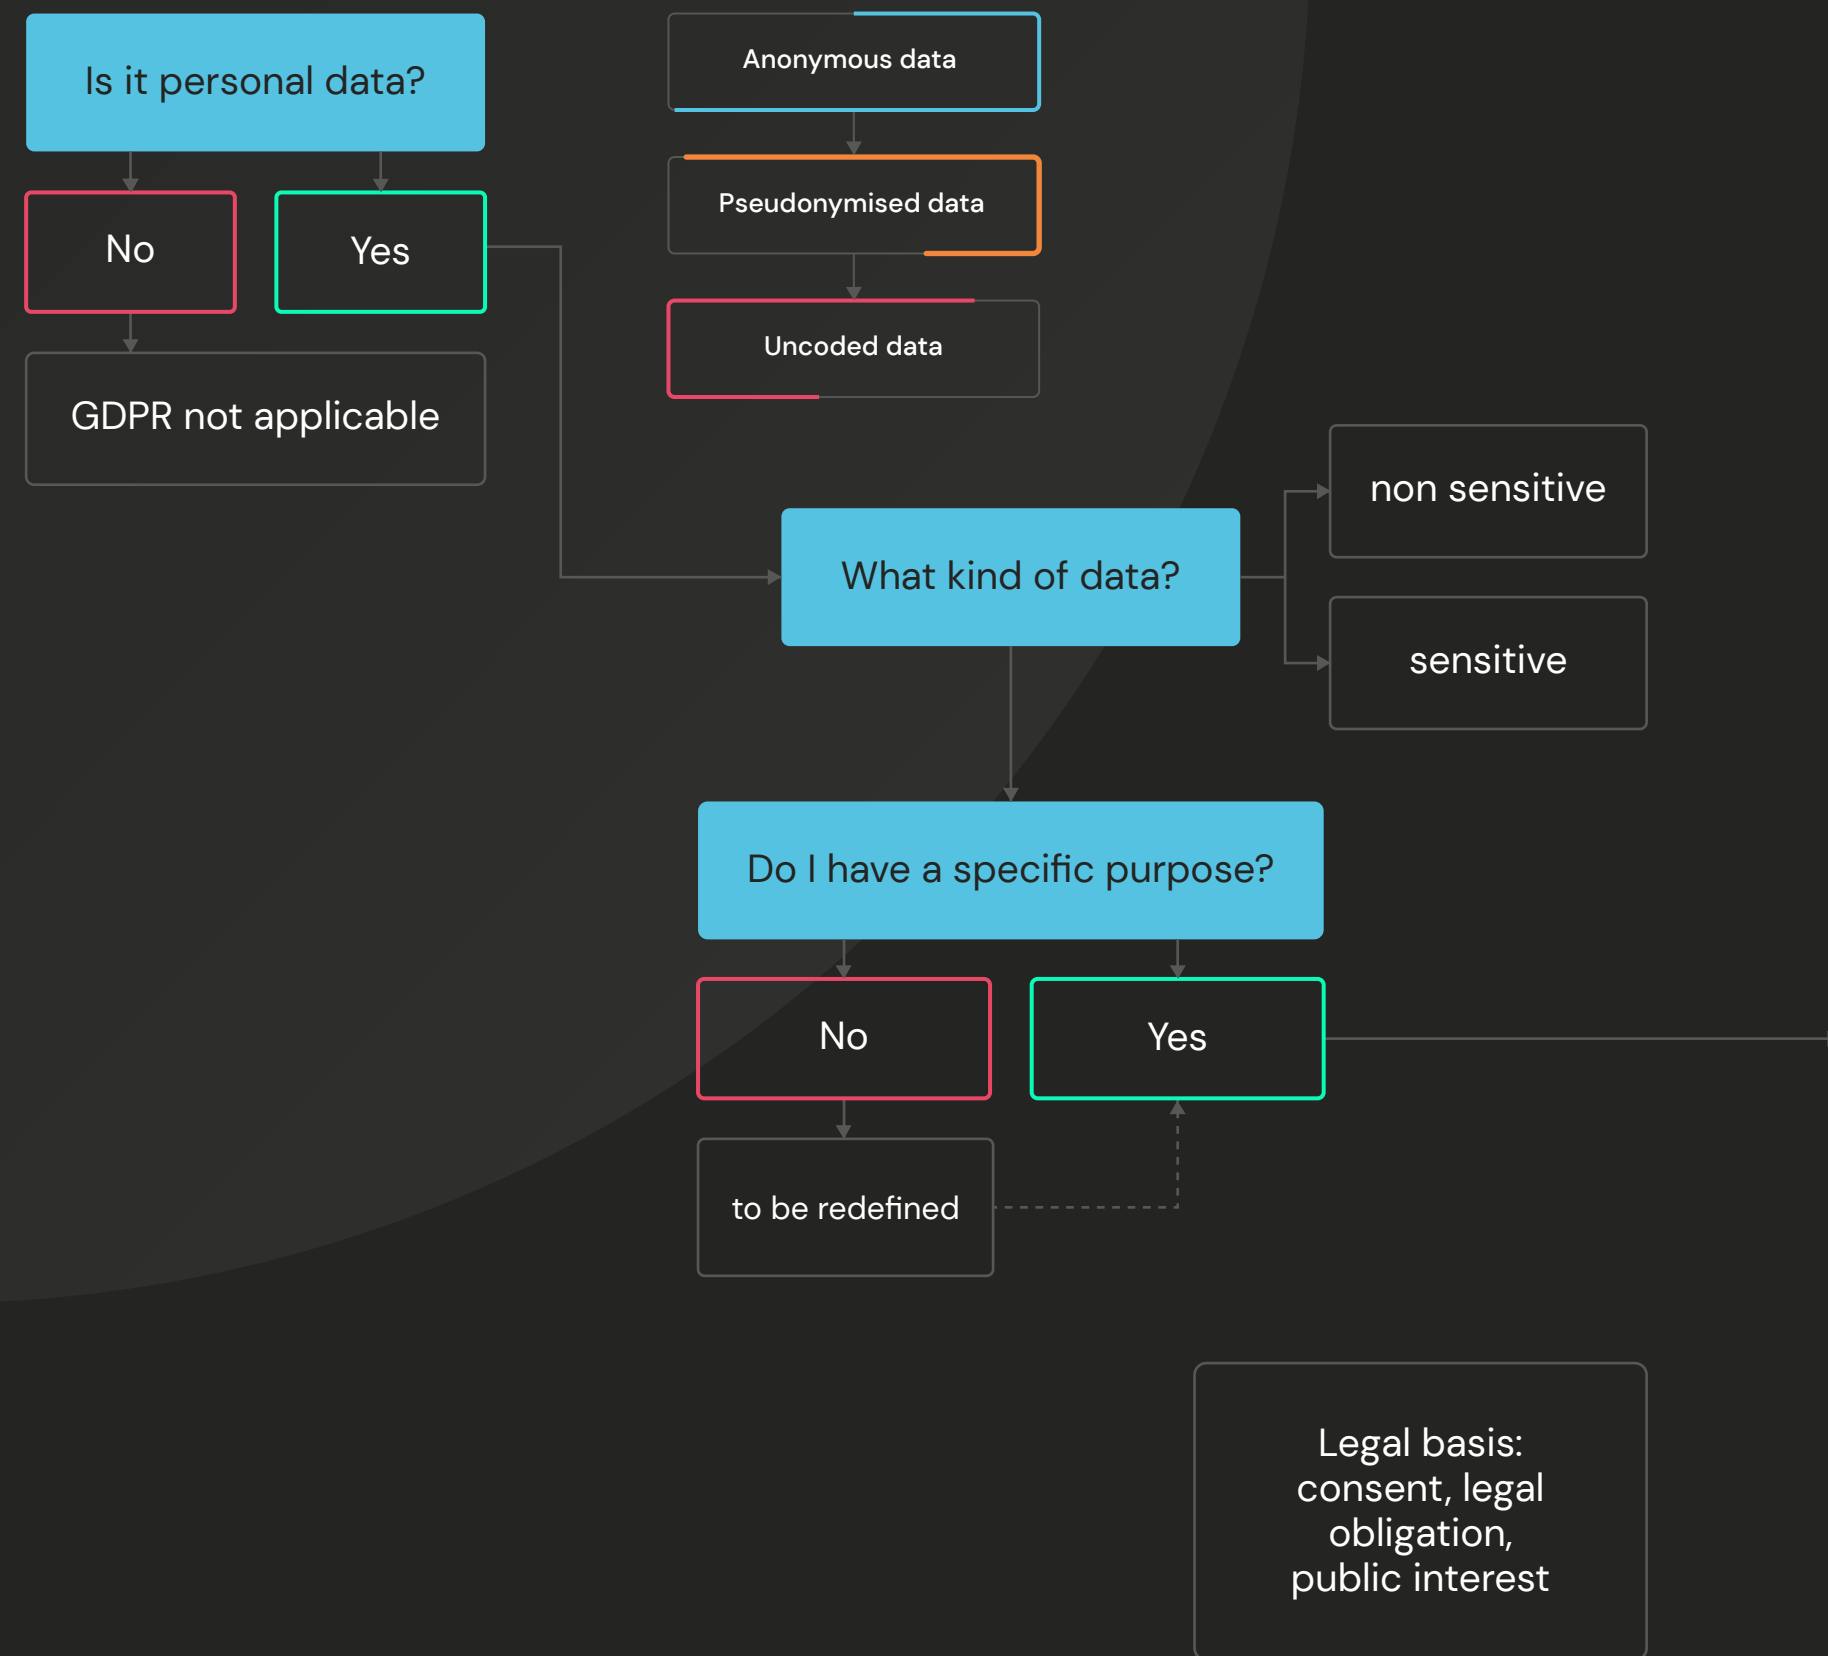 Is it personal data?
No
Yes
GDPR not applicable
Anonymous data
Pseudonymised data
Uncoded data
What kind of data?
non sensitive
sensitive
Do I have a specific purpose?
No
Yes
to be redefined
Legal basis:
consent, legal
obligation,
public interest